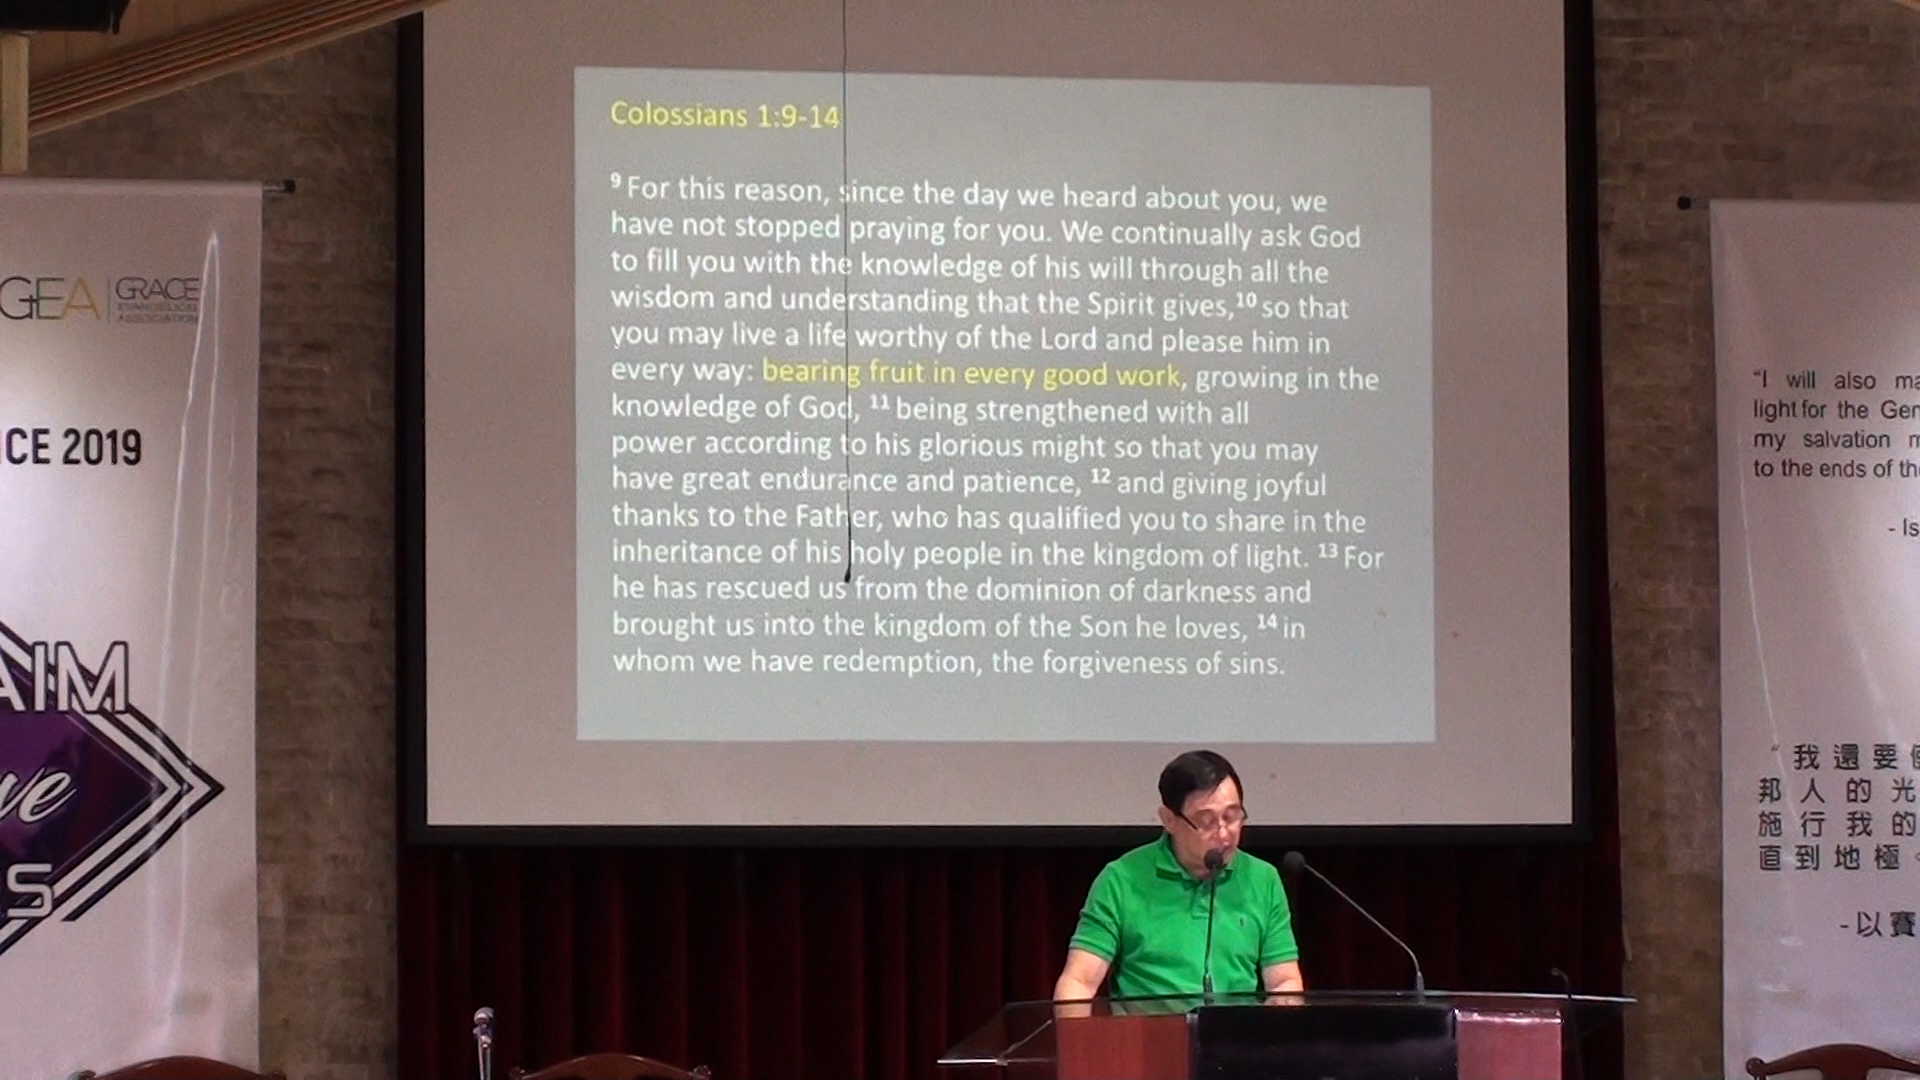 Colossians 1:9-14
9 For this reason, since the day we heard about you, we
have not stopped praying for you. We continually ask God
to fill you with the knowledge of his will through all the
wisdom and understanding that the Spirit gives, 10 so that
you may live a life worthy of the Lord and please him in
every way: bearing fruit in every good work, growing in the
knowledge of God, 11 being strengthened with all
power according to his glorious might so that you may
have great endurance and patience, 12 and giving joyful
thanks to the Father, who has qualified you to share in the
inheritance of his holy people in the kingdom of light. 13 For
he has rescued us from the dominion of darkness and
brought us into the kingdom of the Son he loves, 14 in
whom we have redemption, the forgiveness of sins.
GEA GRACE
EVANGELICAL
ASSOCIATION
CE 2019
AIM
ve
S
"I will also ma
light for the Gen
my salvation m
to the ends of the
- Is
"我還要
邦人的光
施行我的
直到地極。
-以賽